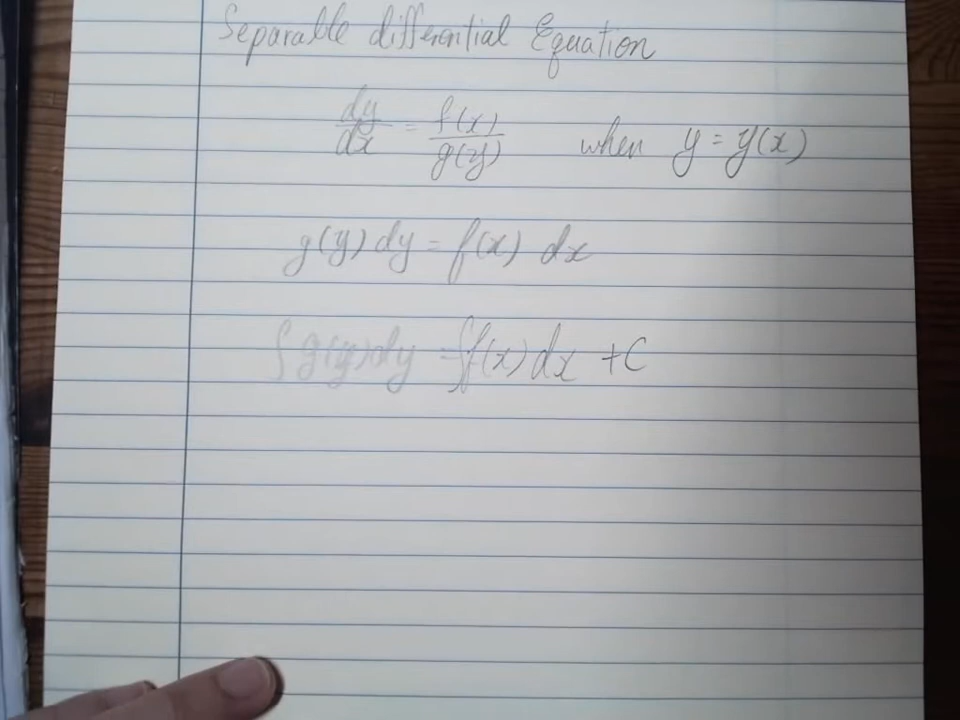 Separable differential Equation
dy/dx = f(x)/g(y) when y = y(x)
g(y) dy = f(x) dx
∫ g(y) dy = ∫ f(x) dx + C